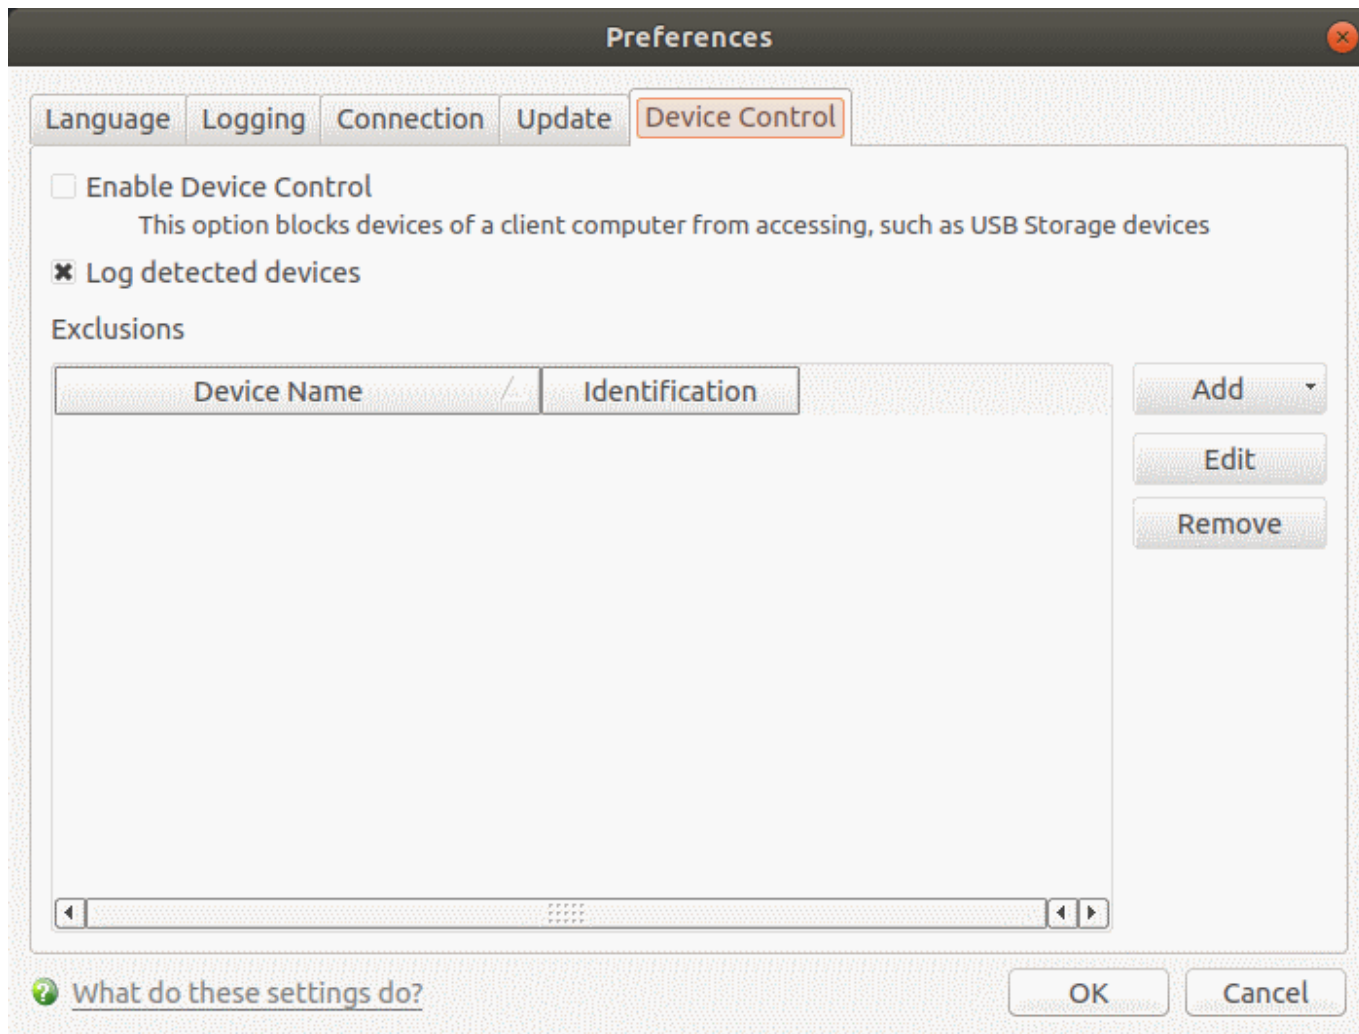 Preferences
Language Logging Connection Update Device Control
Enable Device Control
This option blocks devices of a client computer from accessing, such as USB Storage devices
Log detected devices
Exclusions
Device Name Identification
Add
Edit
Remove
What do these settings do?
OK Cancel